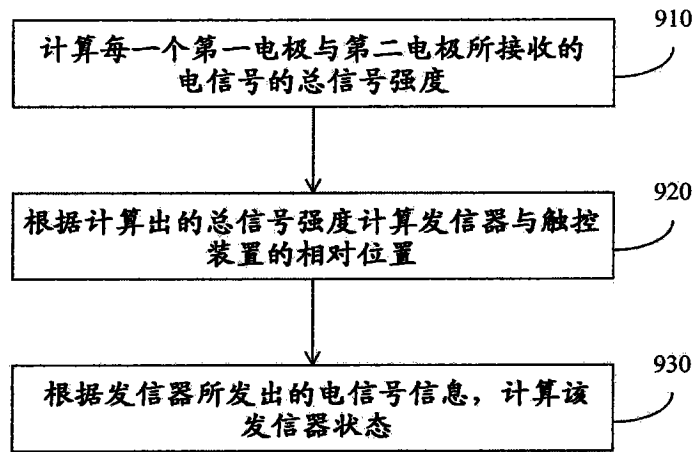 910
计算每一个第一电极与第二电极所接收的
电信号的总信号强度
920
根据计算出的总信号强度计算发信器与触控
装置的相对位置
930
根据发信器所发出的电信号信息，计算该
发信器状态